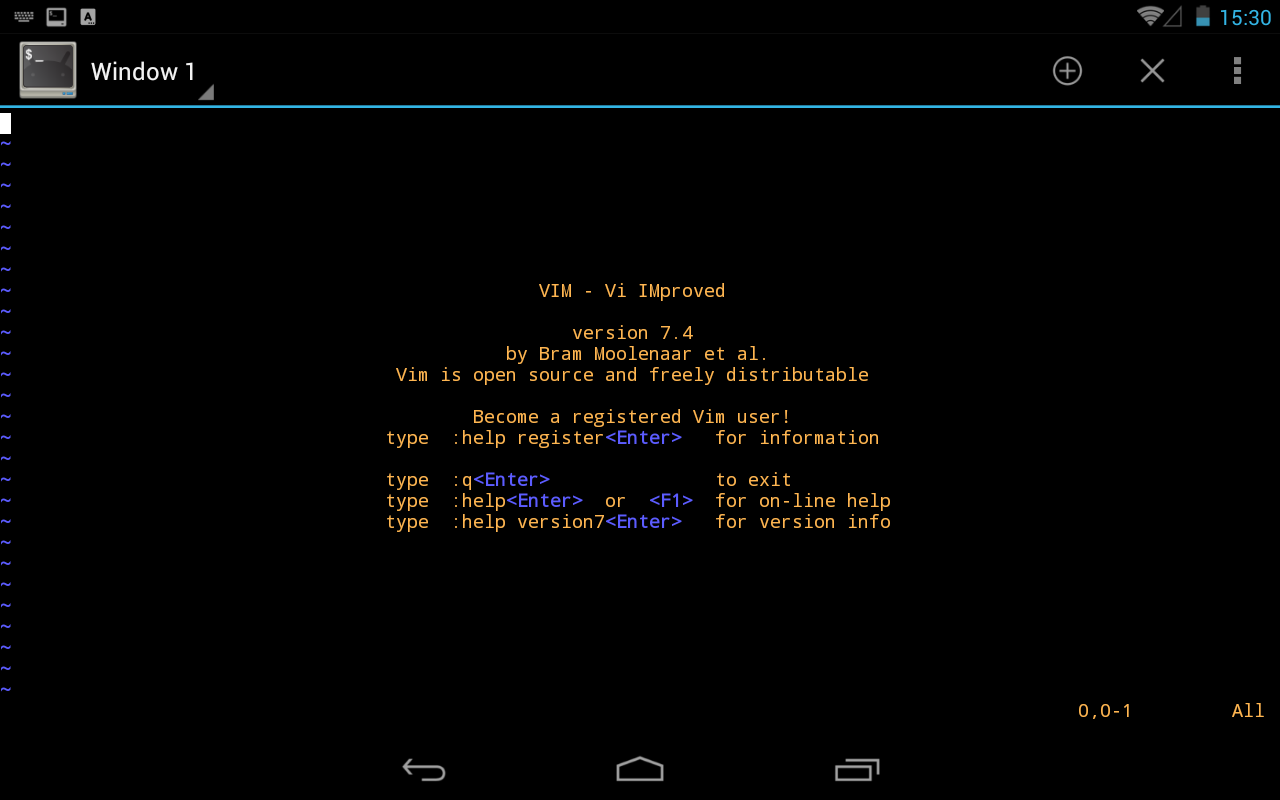 15:30
$_
Window 1
~
~
~
~
~
~
~
~ VIM - Vi IMproved
~
~ version 7.4
~ by Bram Moolenaar et al.
~ Vim is open source and freely distributable
~
~ Become a registered Vim user!
~ type :help register<Enter> for information
~
~ type :q<Enter> to exit
~ type :help<Enter> or <F1> for on-line help
~ type :help version7<Enter> for version info
~
~
~
~
~
~
~
~
0,0-1 All